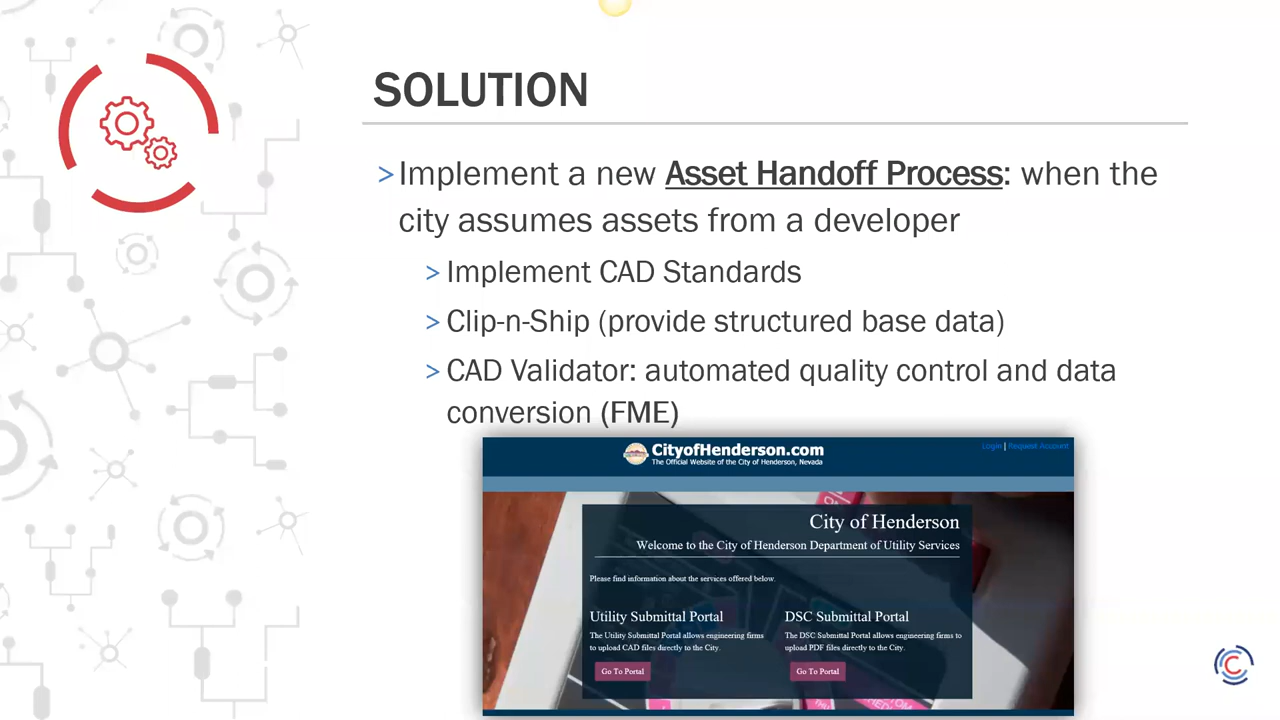 SOLUTION
>Implement a new Asset Handoff Process: when the
city assumes assets from a developer
> Implement CAD Standards
> Clip-n-Ship (provide structured base data)
> CAD Validator: automated quality control and data
conversion (FME)
CityofHenderson.com
The Official Website of the City of Henderson, Nevada
Login | Request Account
City of Henderson
Welcome to the City of Henderson Department of Utility Services
Please find information about the services offered below.
Utility Submittal Portal
The Utility Submittal Portal allows engineering firms
to upload CAD files directly to the City.
Go To Portal
DSC Submittal Portal
The DSC Submittal Portal allows engineering firms to
upload PDF files directly to the City.
Go To Portal
C